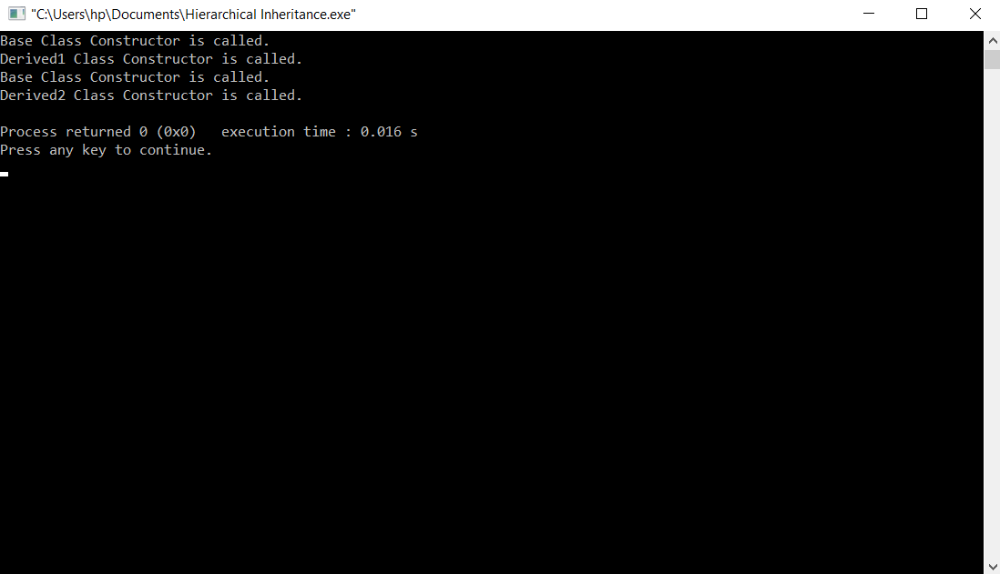 "C:\Users\hp\Documents\Hierarchical Inheritance.exe"
Base Class Constructor is called.
Derived1 Class Constructor is called.
Base Class Constructor is called.
Derived2 Class Constructor is called.
Process returned 0 (0x0)   execution time : 0.016 s
Press any key to continue.